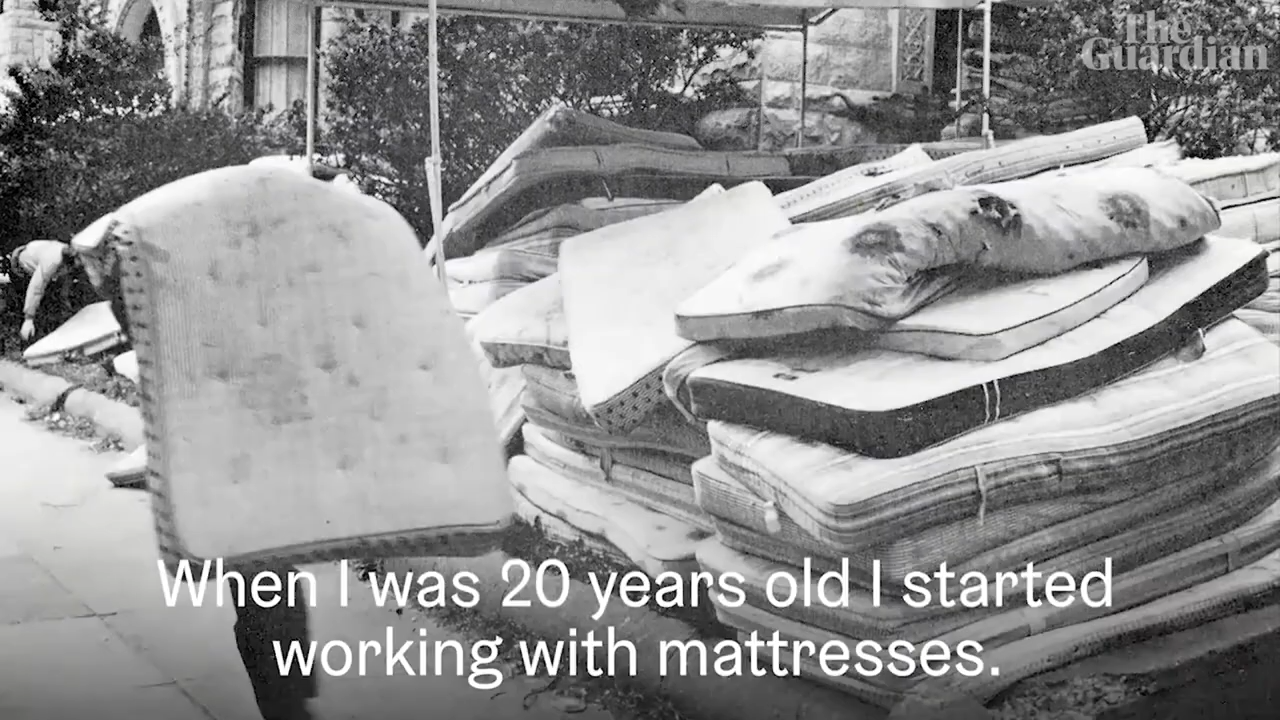 The
Guardian
When I was 20 years old I started
working with mattresses.